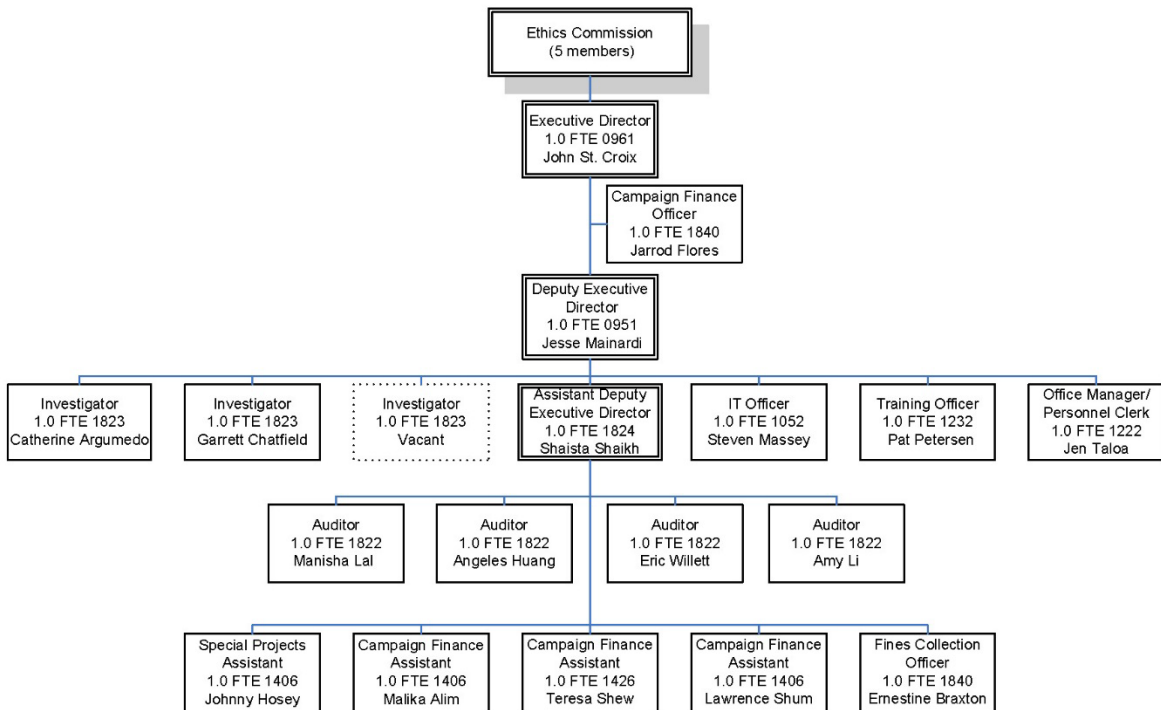 Ethics Commission
(5 members)
Executive Director
1.0 FTE 0961
John St. Croix
Campaign Finance
Officer
1.0 FTE 1840
Jarrod Flores
Deputy Executive
Director
1.0 FTE 0951
Jesse Mainardi
Investigator
1.0 FTE 1823
Catherine Argumedo
Investigator
1.0 FTE 1823
Garrett Chatfield
Investigator
1.0 FTE 1823
Vacant
Assistant Deputy
Executive Director
1.0 FTE 1824
Shaista Shaikh
IT Officer
1.0 FTE 1052
Steven Massey
Training Officer
1.0 FTE 1232
Pat Petersen
Office Manager/
Personnel Clerk
1.0 FTE 1222
Jen Taloa
Auditor
1.0 FTE 1822
Manisha Lal
Auditor
1.0 FTE 1822
Angeles Huang
Auditor
1.0 FTE 1822
Eric Willett
Auditor
1.0 FTE 1822
Amy Li
Special Projects
Assistant
1.0 FTE 1406
Johnny Hosey
Campaign Finance
Assistant
1.0 FTE 1406
Malika Alim
Campaign Finance
Assistant
1.0 FTE 1426
Teresa Shew
Campaign Finance
Assistant
1.0 FTE 1406
Lawrence Shum
Fines Collection
Officer
1.0 FTE 1840
Ernestine Braxton